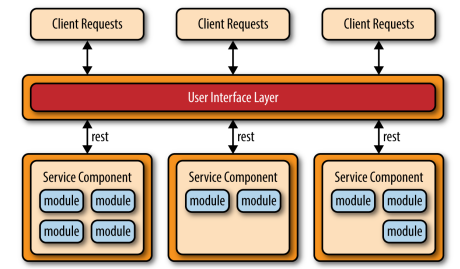 Client Requests
Client Requests
Client Requests
User Interface Layer
rest
rest
rest
Service Component
module
module
module
module
Service Component
module
module
Service Component
module
module
module